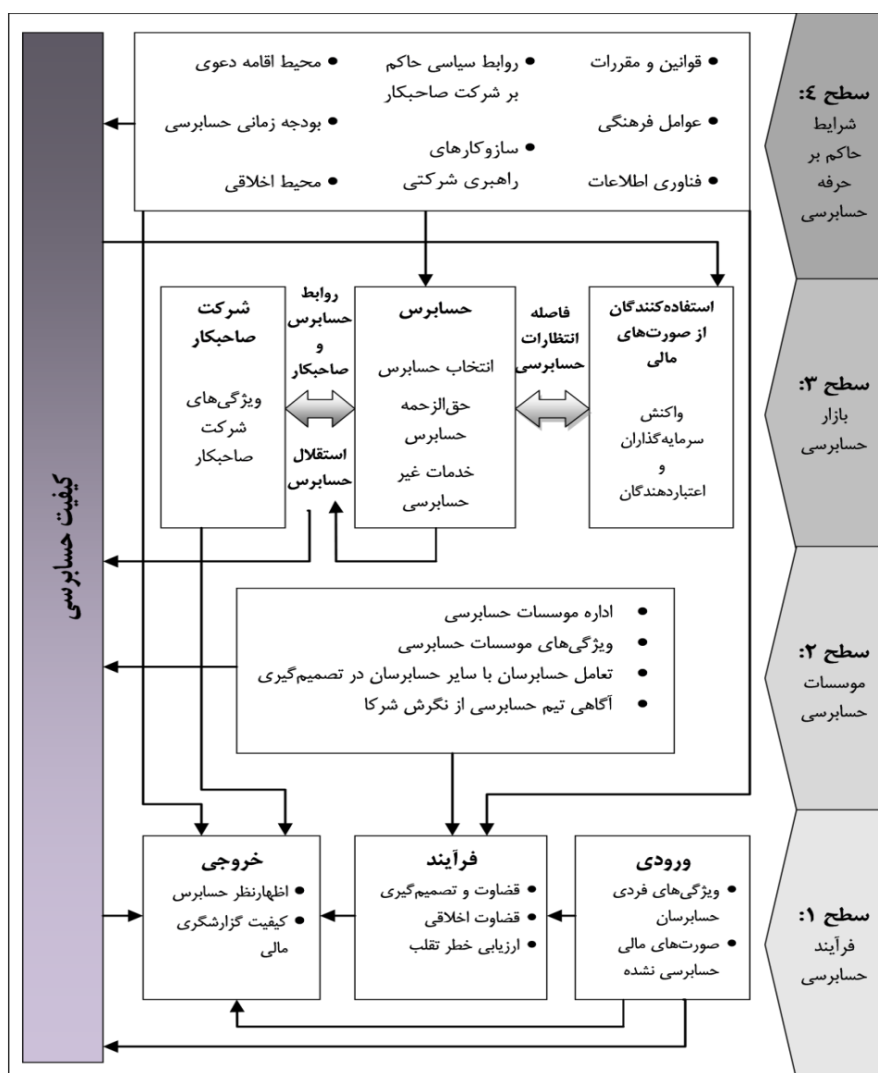 سطح ٤:
شرایط
حاکم بر
حرفه
حسابرسی
• قوانین و مقررات
• عوامل فرهنگی
• فناوری اطلاعات
• روابط سیاسی حاکم
بر شرکت صاحبکار
• سازوکارهای
راهبری شرکتی
• محیط اقامه دعوی
• بودجه زمانی حسابرسی
• محیط اخلاقی
سطح ٣:
بازار
حسابرسی
استفاده‌کنندگان
از صورت‌های
مالی
واکنش
سرمایه‌گذاران
و
اعتباردهندگان
فاصله
انتظارات
حسابرسی
حسابرس
انتخاب حسابرس
حق‌الزحمه
حسابرس
خدمات غیر
حسابرسی
روابط
حسابرس
و
صاحبکار
استقلال
حسابرس
شرکت
صاحبکار
ویژگی‌های
شرکت
صاحبکار
سطح ٢:
موسسات
حسابرسی
• اداره موسسات حسابرسی
• ویژگی‌های موسسات حسابرسی
• تعامل حسابرسان با سایر حسابرسان در تصمیم‌گیری
• آگاهی تیم حسابرسی از نگرش شرکا
سطح ١:
فرآیند
حسابرسی
ورودی
• ویژگی‌های فردی
حسابرسان
• صورت‌های مالی
حسابرسی نشده
فرآیند
• قضاوت و تصمیم‌گیری
• قضاوت اخلاقی
• ارزیابی خطر تقلب
خروجی
• اظهارنظر حسابرس
• کیفیت گزارشگری
مالی
کیفیت حسابرسی